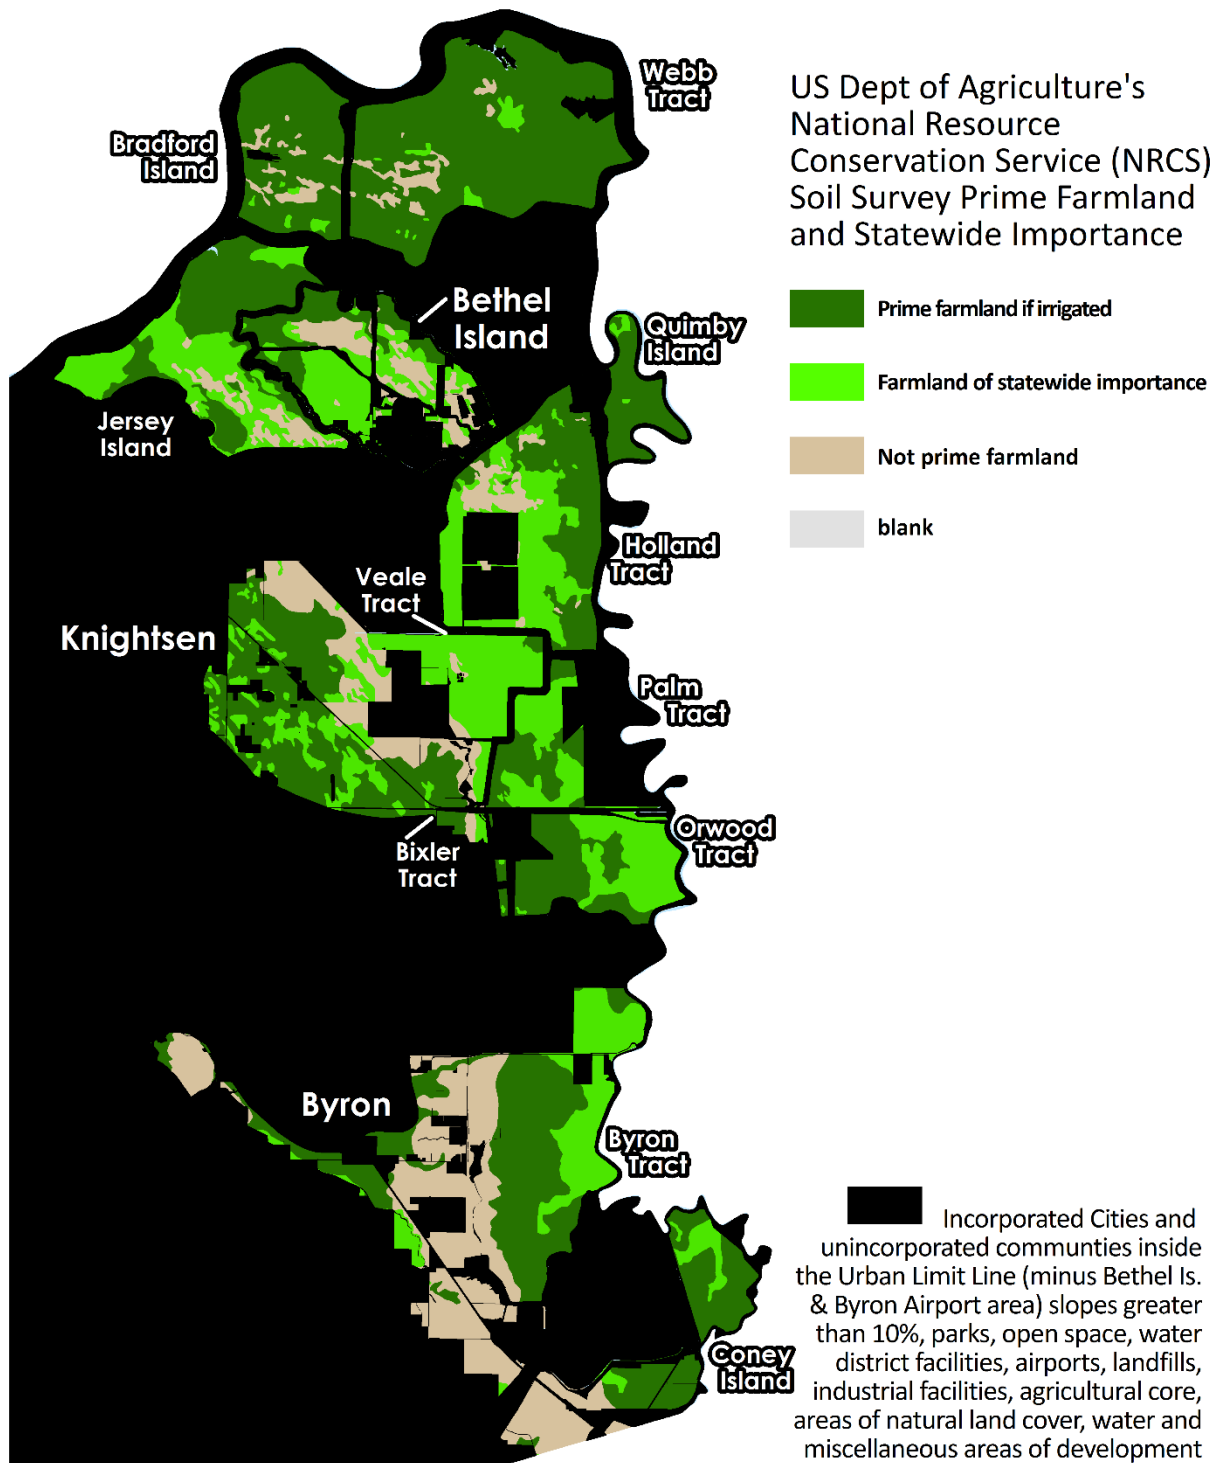 US Dept of Agriculture's
National Resource
Conservation Service (NRCS)
Soil Survey Prime Farmland
and Statewide Importance
Prime farmland if irrigated
Farmland of statewide importance
Not prime farmland
blank
Webb
Tract
Bradford
Island
Bethel
Island
Quimby
Island
Jersey
Island
Holland
Tract
Veale
Tract
Knightsen
Palm
Tract
Orwood
Tract
Bixler
Tract
Byron
Byron
Tract
Coney
Island
Incorporated Cities and
unincorporated communties inside
the Urban Limit Line (minus Bethel Is.
& Byron Airport area) slopes greater
than 10%, parks, open space, water
district facilities, airports, landfills,
industrial facilities, agricultural core,
areas of natural land cover, water and
miscellaneous areas of development